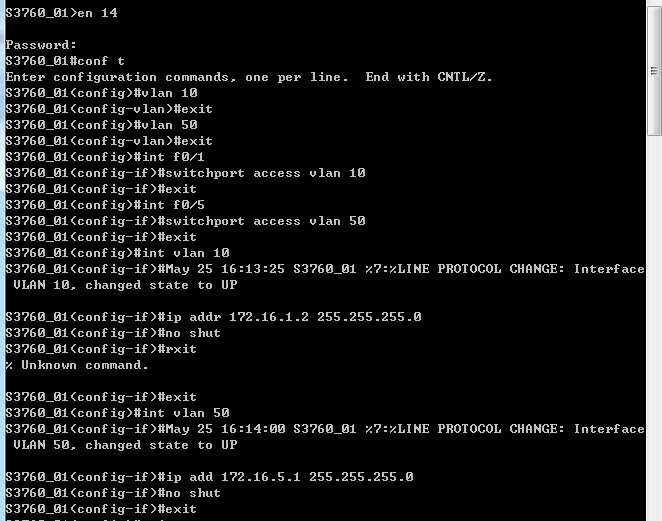 S3760_01>en 14
Password:
S3760_01#conf t
Enter configuration commands, one per line.  End with CNTL/Z.
S3760_01(config)#vlan 10
S3760_01(config-vlan)#exit
S3760_01(config)#vlan 50
S3760_01(config-vlan)#exit
S3760_01(config)#int f0/1
S3760_01(config-if)#switchport access vlan 10
S3760_01(config-if)#exit
S3760_01(config)#int f0/5
S3760_01(config-if)#switchport access vlan 50
S3760_01(config-if)#exit
S3760_01(config)#int vlan 10
S3760_01(config-if)#May 25 16:13:25 S3760_01 %7:%LINE PROTOCOL CHANGE: Interface
VLAN 10, changed state to UP
S3760_01(config-if)#ip addr 172.16.1.2 255.255.255.0
S3760_01(config-if)#no shut
S3760_01(config-if)#rxit
% Unknown command.
S3760_01(config-if)#exit
S3760_01(config)#int vlan 50
S3760_01(config-if)#May 25 16:14:00 S3760_01 %7:%LINE PROTOCOL CHANGE: Interface
VLAN 50, changed state to UP
S3760_01(config-if)#ip add 172.16.5.1 255.255.255.0
S3760_01(config-if)#no shut
S3760_01(config-if)#exit